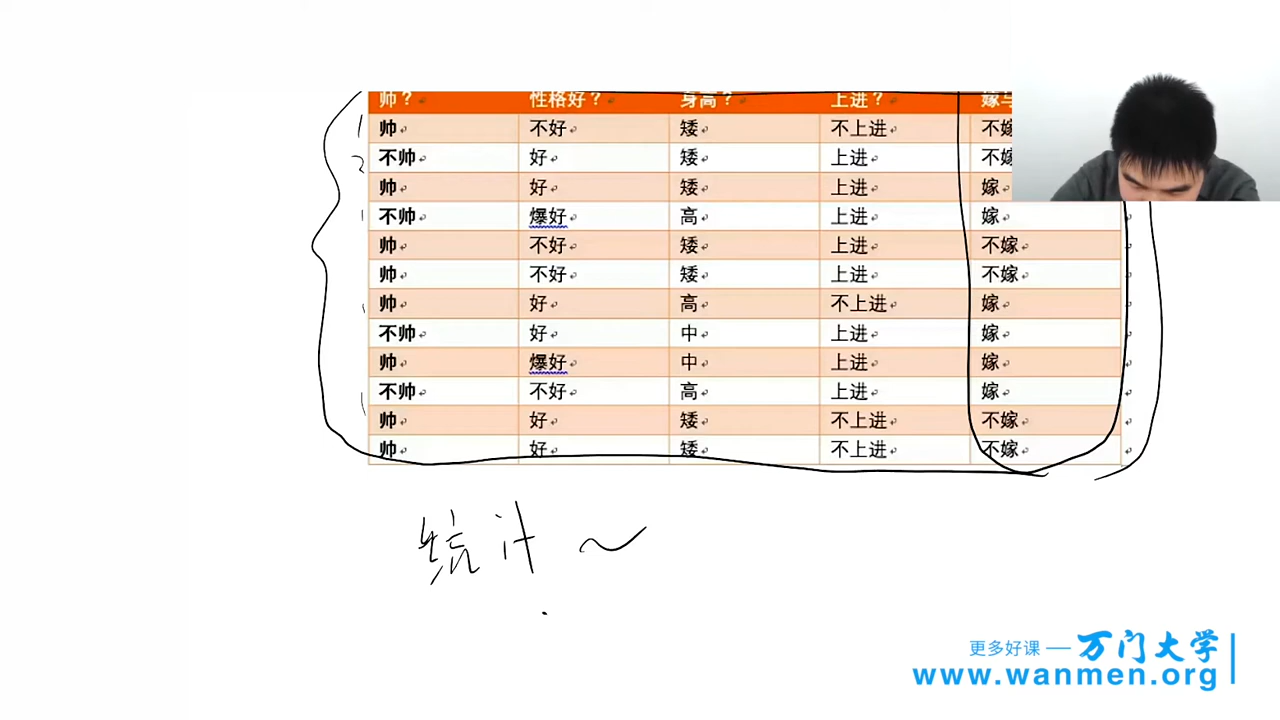 帅？ 性格好？ 身高？ 上进？ 嫁与
1 帅 不好 矮 不上进 不嫁
2 不帅 好 矮 上进 不嫁
帅 好 矮 上进 嫁
不帅 爆好 高 上进 嫁
帅 不好 矮 上进 不嫁
帅 不好 矮 上进 不嫁
帅 好 高 不上进 嫁
不帅 好 中 上进 嫁
帅 爆好 中 上进 嫁
不帅 不好 高 上进 嫁
帅 好 矮 不上进 不嫁
帅 好 矮 不上进 不嫁
统计～
更多好课 — 万门大学
www.wanmen.org